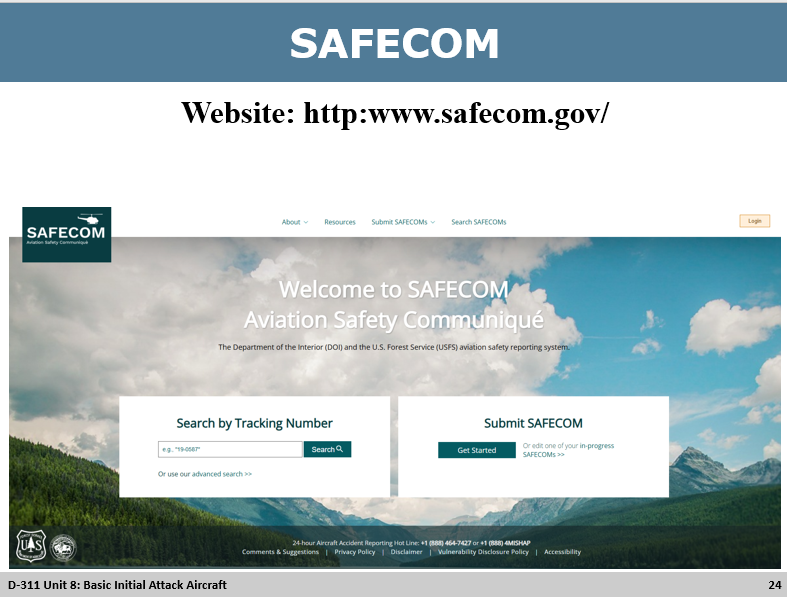 SAFECOM
Website: http:www.safecom.gov/
SAFECOM
Aviation Safety Communiqué
About
Resources
Submit SAFECOMs
Search SAFECOMs
Login
Welcome to SAFECOM
Aviation Safety Communiqué
The Department of the Interior (DOI) and the U.S. Forest Service (USFS) aviation safety reporting system.
Search by Tracking Number
e.g., "19-0587"
Search
Or use our advanced search >>
Submit SAFECOM
Get Started
Or edit one of your in-progress
SAFECOMs >>
U S
24-hour Aircraft Accident Reporting Hot Line: +1 (888) 464-7427 or +1 (888) 4MISHAP
Comments & Suggestions | Privacy Policy | Disclaimer | Vulnerability Disclosure Policy | Accessibility
D-311 Unit 8: Basic Initial Attack Aircraft
24